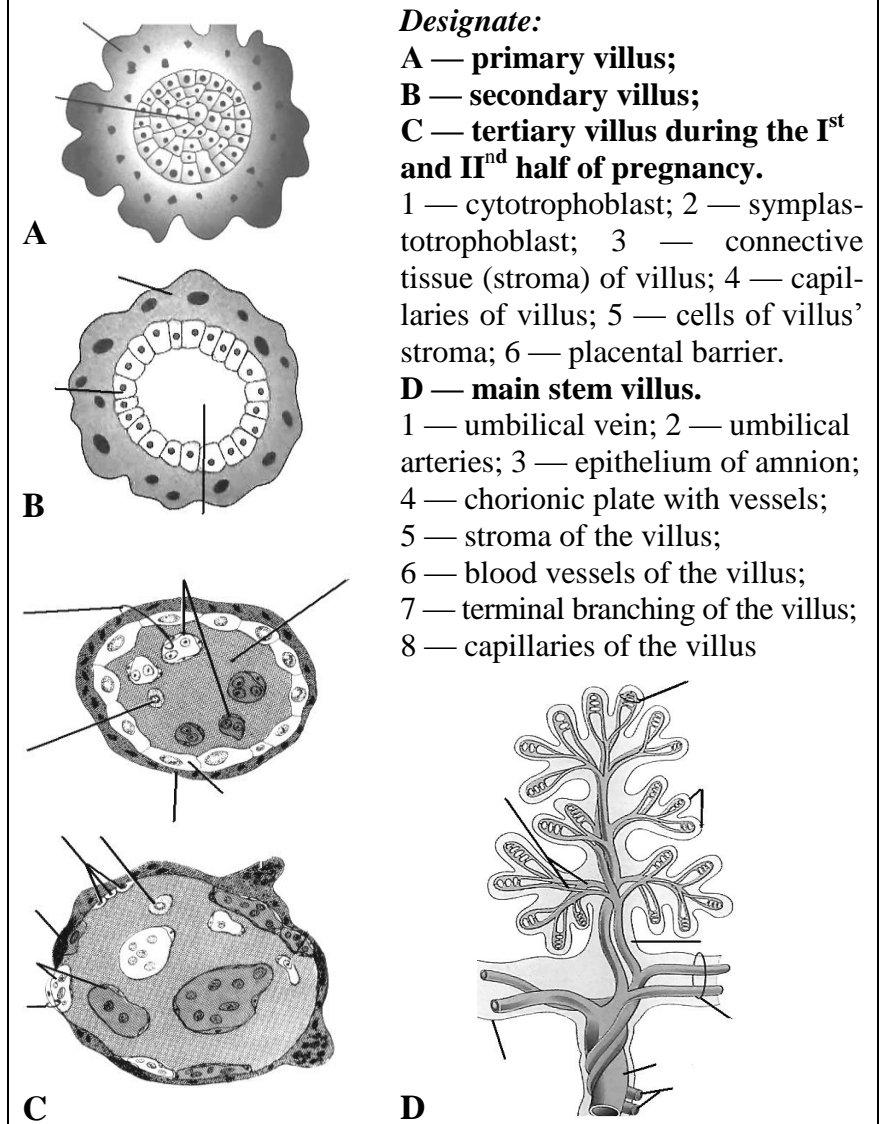 Designate:
A — primary villus;
B — secondary villus;
C — tertiary villus during the Ist
and IInd half of pregnancy.
1 — cytotrophoblast; 2 — symplas-
totrophoblast; 3 — connective
tissue (stroma) of villus; 4 — capil-
laries of villus; 5 — cells of villus’
stroma; 6 — placental barrier.
D — main stem villus.
1 — umbilical vein; 2 — umbilical
arteries; 3 — epithelium of amnion;
4 — chorionic plate with vessels;
5 — stroma of the villus;
6 — blood vessels of the villus;
7 — terminal branching of the villus;
8 — capillaries of the villus
A
B
C
D